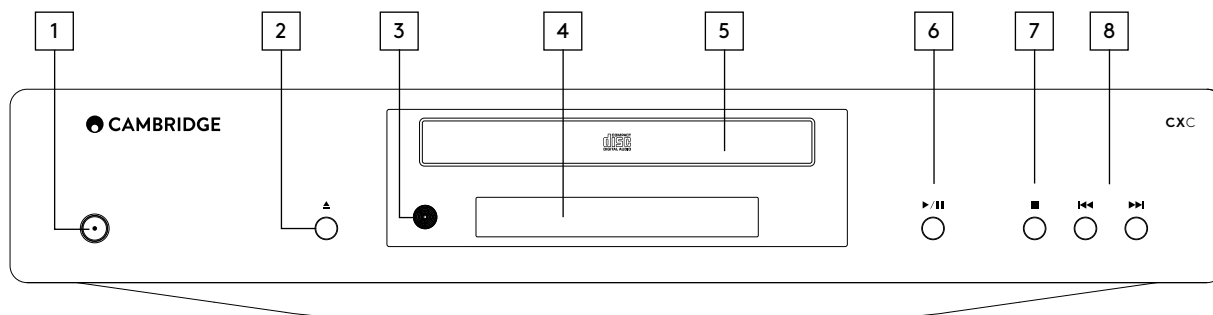 1 2 3 4 5 6 7 8
CAMBRIDGE
COMPACT
disc
DIGITAL AUDIO
CXC